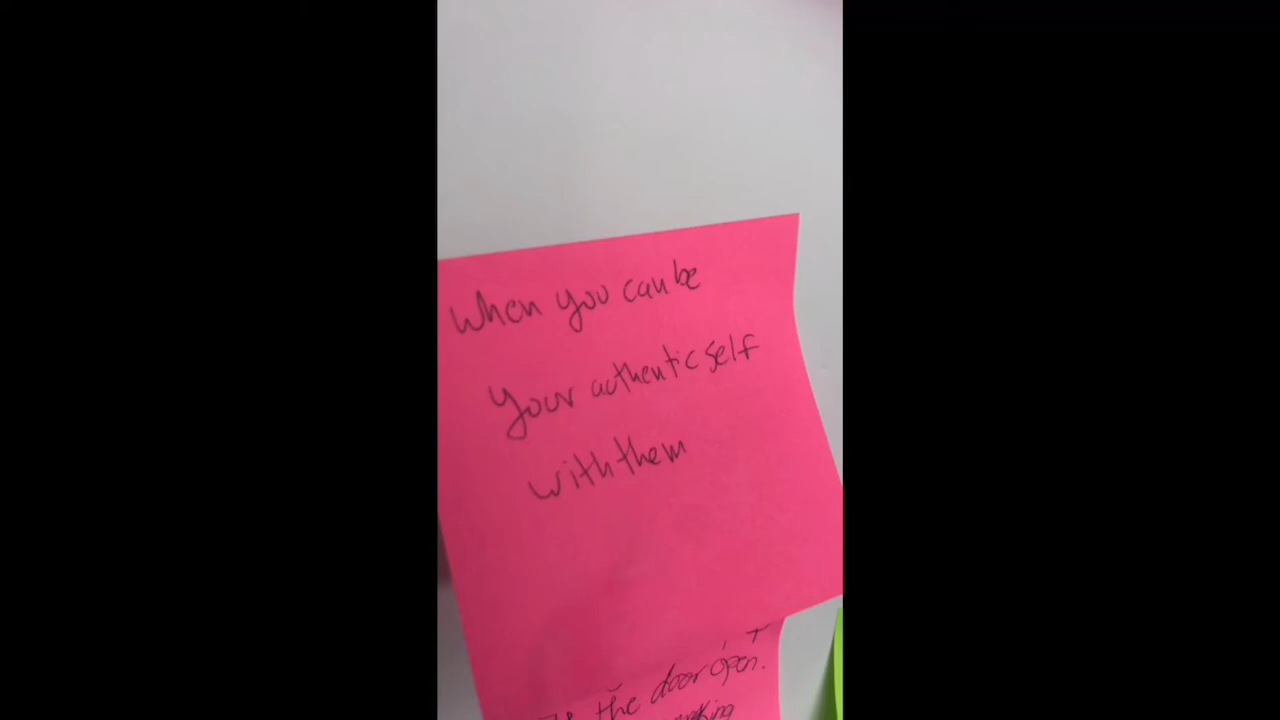 When you can be
your authentic self
with them
the door open.